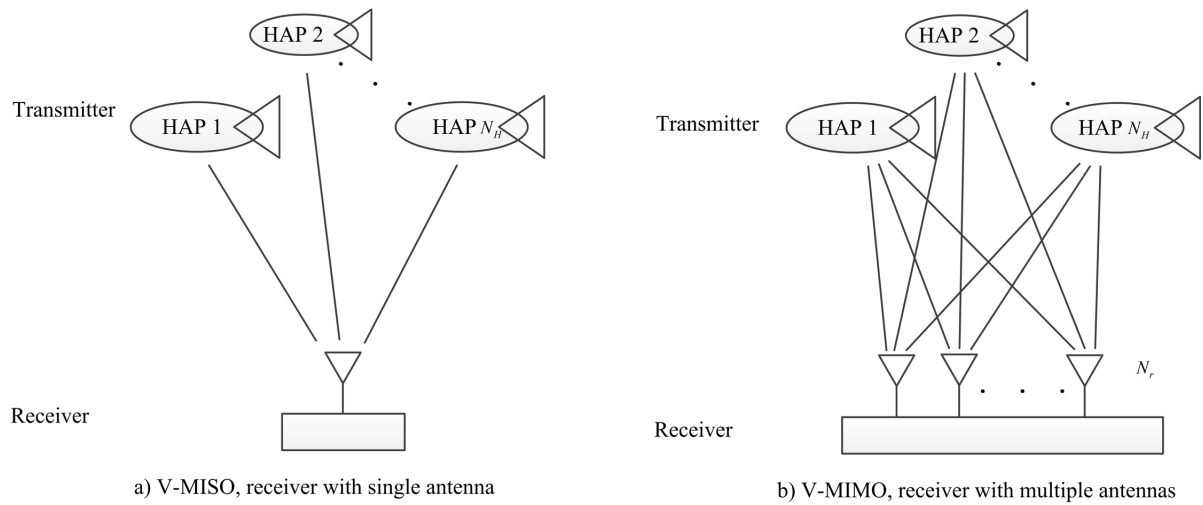 HAP 2
Transmitter
HAP 1
HAP N_H
Receiver
a) V-MISO, receiver with single antenna
HAP 2
Transmitter
HAP 1
HAP N_H
N_r
Receiver
b) V-MIMO, receiver with multiple antennas